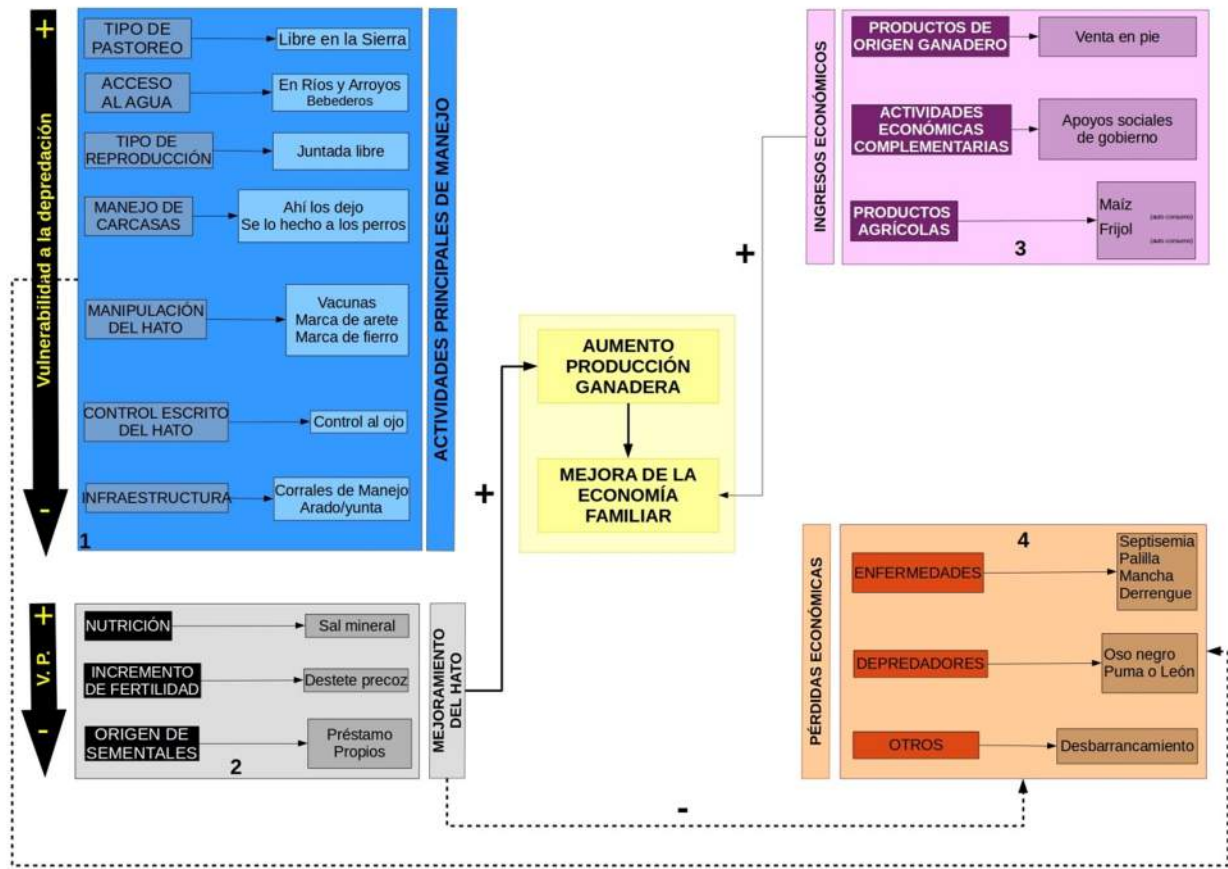 +
Vulnerabilidad a la depredación
-
TIPO DE
PASTOREO
Libre en la Sierra
ACCESO
AL AGUA
En Ríos y Arroyos
Bebederos
TIPO DE
REPRODUCCIÓN
Juntada libre
MANEJO DE
CARCASAS
Ahí los dejo
Se lo hecho a los perros
MANIPULACIÓN
DEL HATO
Vacunas
Marca de arete
Marca de fierro
CONTROL ESCRITO
DEL HATO
Control al ojo
INFRAESTRUCTURA
Corrales de Manejo
Arado/yunta
1
ACTIVIDADES PRINCIPALES DE MANEJO
+
V. P.
-
NUTRICIÓN
Sal mineral
INCREMENTO
DE FERTILIDAD
Destete precoz
ORIGEN DE
SEMENTALES
Préstamo
Propios
2
MEJORAMIENTO
DEL HATO
+
AUMENTO
PRODUCCIÓN
GANADERA
MEJORA DE LA
ECONOMÍA
FAMILIAR
+
INGRESOS ECONÓMICOS
PRODUCTOS DE
ORIGEN GANADERO
Venta en pie
ACTIVIDADES
ECONÓMICAS
COMPLEMENTARIAS
Apoyos sociales
de gobierno
PRODUCTOS
AGRÍCOLAS
Maíz
(auto consumo)
Frijol
(auto consumo)
3
PÉRDIDAS ECONÓMICAS
4
ENFERMEDADES
Septisemia
Palilla
Mancha
Derrengue
DEPREDADORES
Oso negro
Puma o León
OTROS
Desbarrancamiento
-